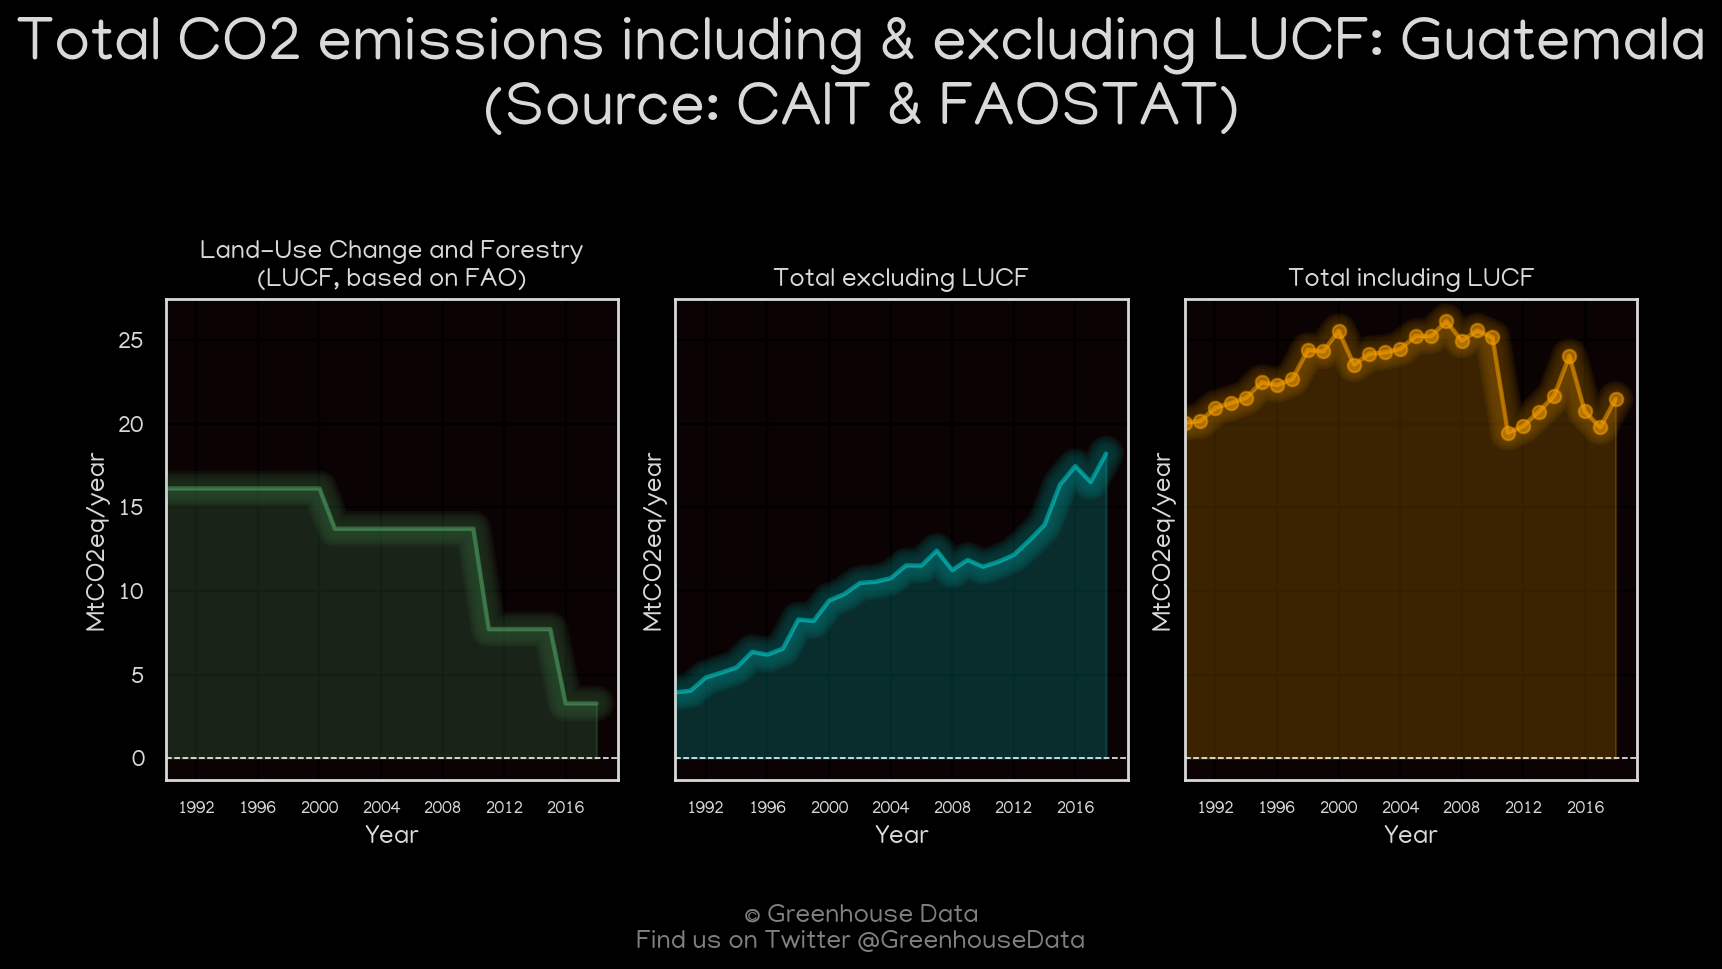 Total CO2 emissions including & excluding LUCF: Guatemala
(Source: CAIT & FAOSTAT)
Land-Use Change and Forestry
(LUCF, based on FAO)
Total excluding LUCF
Total including LUCF
25
20
15
10
5
0
MtCO2eq/year
MtCO2eq/year
MtCO2eq/year
1992 1996 2000 2004 2008 2012 2016
1992 1996 2000 2004 2008 2012 2016
1992 1996 2000 2004 2008 2012 2016
Year
Year
Year
© Greenhouse Data
Find us on Twitter @GreenhouseData